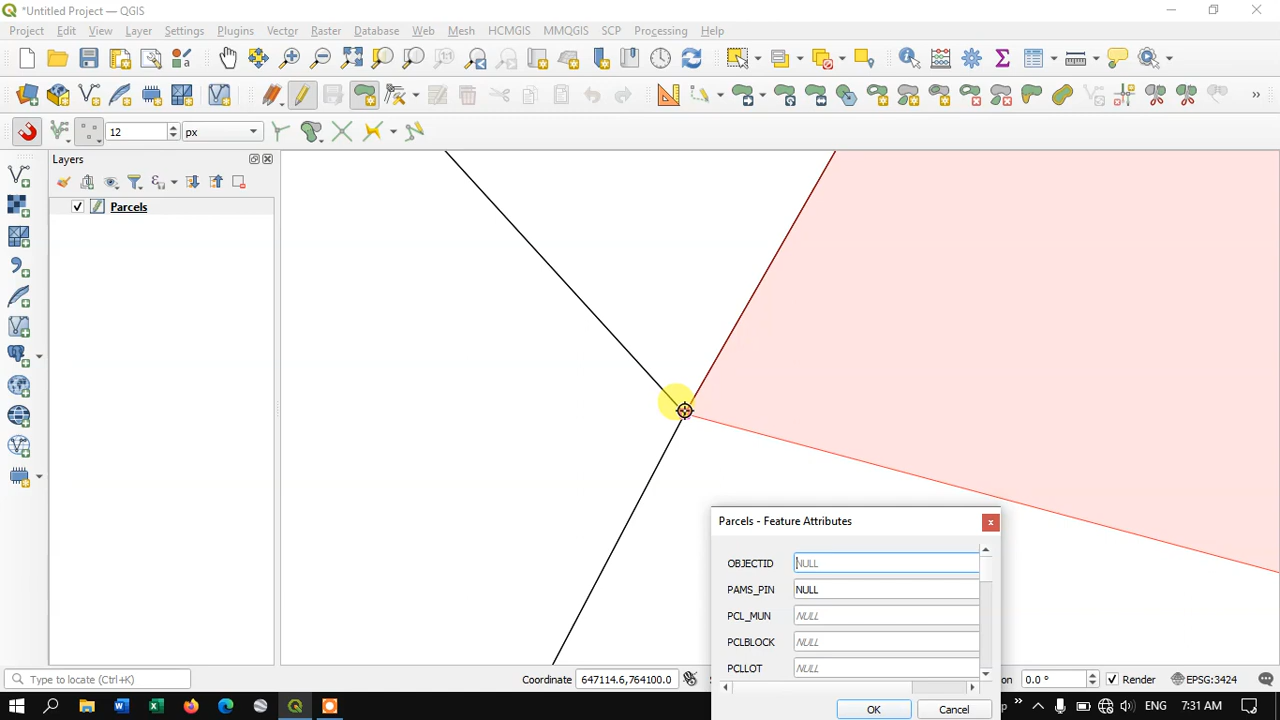 *Untitled Project — QGIS
Project Edit View Layer Settings Plugins Vector Raster Database Web Mesh HCMGIS MMQGIS SCP Processing Help
12 px
Layers
Parcels
Parcels - Feature Attributes
OBJECTID NULL
PAMS_PIN NULL
PCL_MUN NULL
PCLBLOCK NULL
PCLLOT NULL
OK Cancel
Type to locate (Ctrl+K) Coordinate 647114.6,764100.0 0.0 ° Render EPSG:3424
ENG 7:31 AM